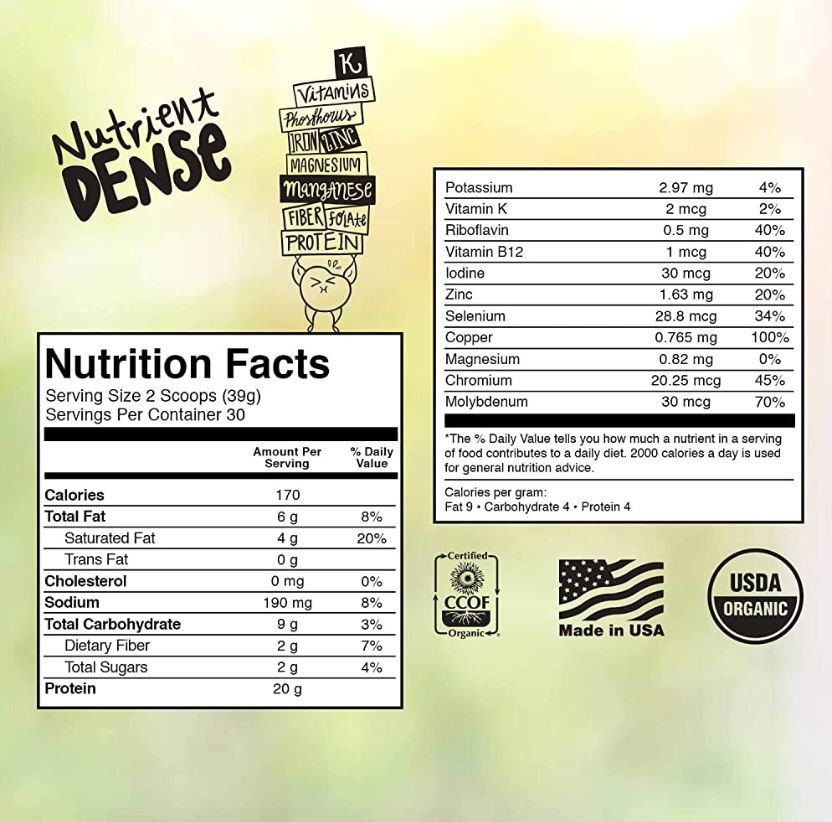 Nutrient
DENSE
K
VITAMINS
Phosphorus
IRON ZINC
MAGNESIUM
MANGANESE
FIBER FOLATE
PROTEIN
Nutrition Facts
Serving Size 2 Scoops (39g)
Servings Per Container 30
Amount Per Serving % Daily Value
Calories 170
Total Fat 6 g 8%
Saturated Fat 4 g 20%
Trans Fat 0 g
Cholesterol 0 mg 0%
Sodium 190 mg 8%
Total Carbohydrate 9 g 3%
Dietary Fiber 2 g 7%
Total Sugars 2 g 4%
Protein 20 g
Potassium 2.97 mg 4%
Vitamin K 2 mcg 2%
Riboflavin 0.5 mg 40%
Vitamin B12 1 mcg 40%
Iodine 30 mcg 20%
Zinc 1.63 mg 20%
Selenium 28.8 mcg 34%
Copper 0.765 mg 100%
Magnesium 0.82 mg 0%
Chromium 20.25 mcg 45%
Molybdenum 30 mcg 70%
*The % Daily Value tells you how much a nutrient in a serving
of food contributes to a daily diet. 2000 calories a day is used
for general nutrition advice.
Calories per gram:
Fat 9 • Carbohydrate 4 • Protein 4
Certified
CCOF
Organic
Made in USA
USDA
ORGANIC